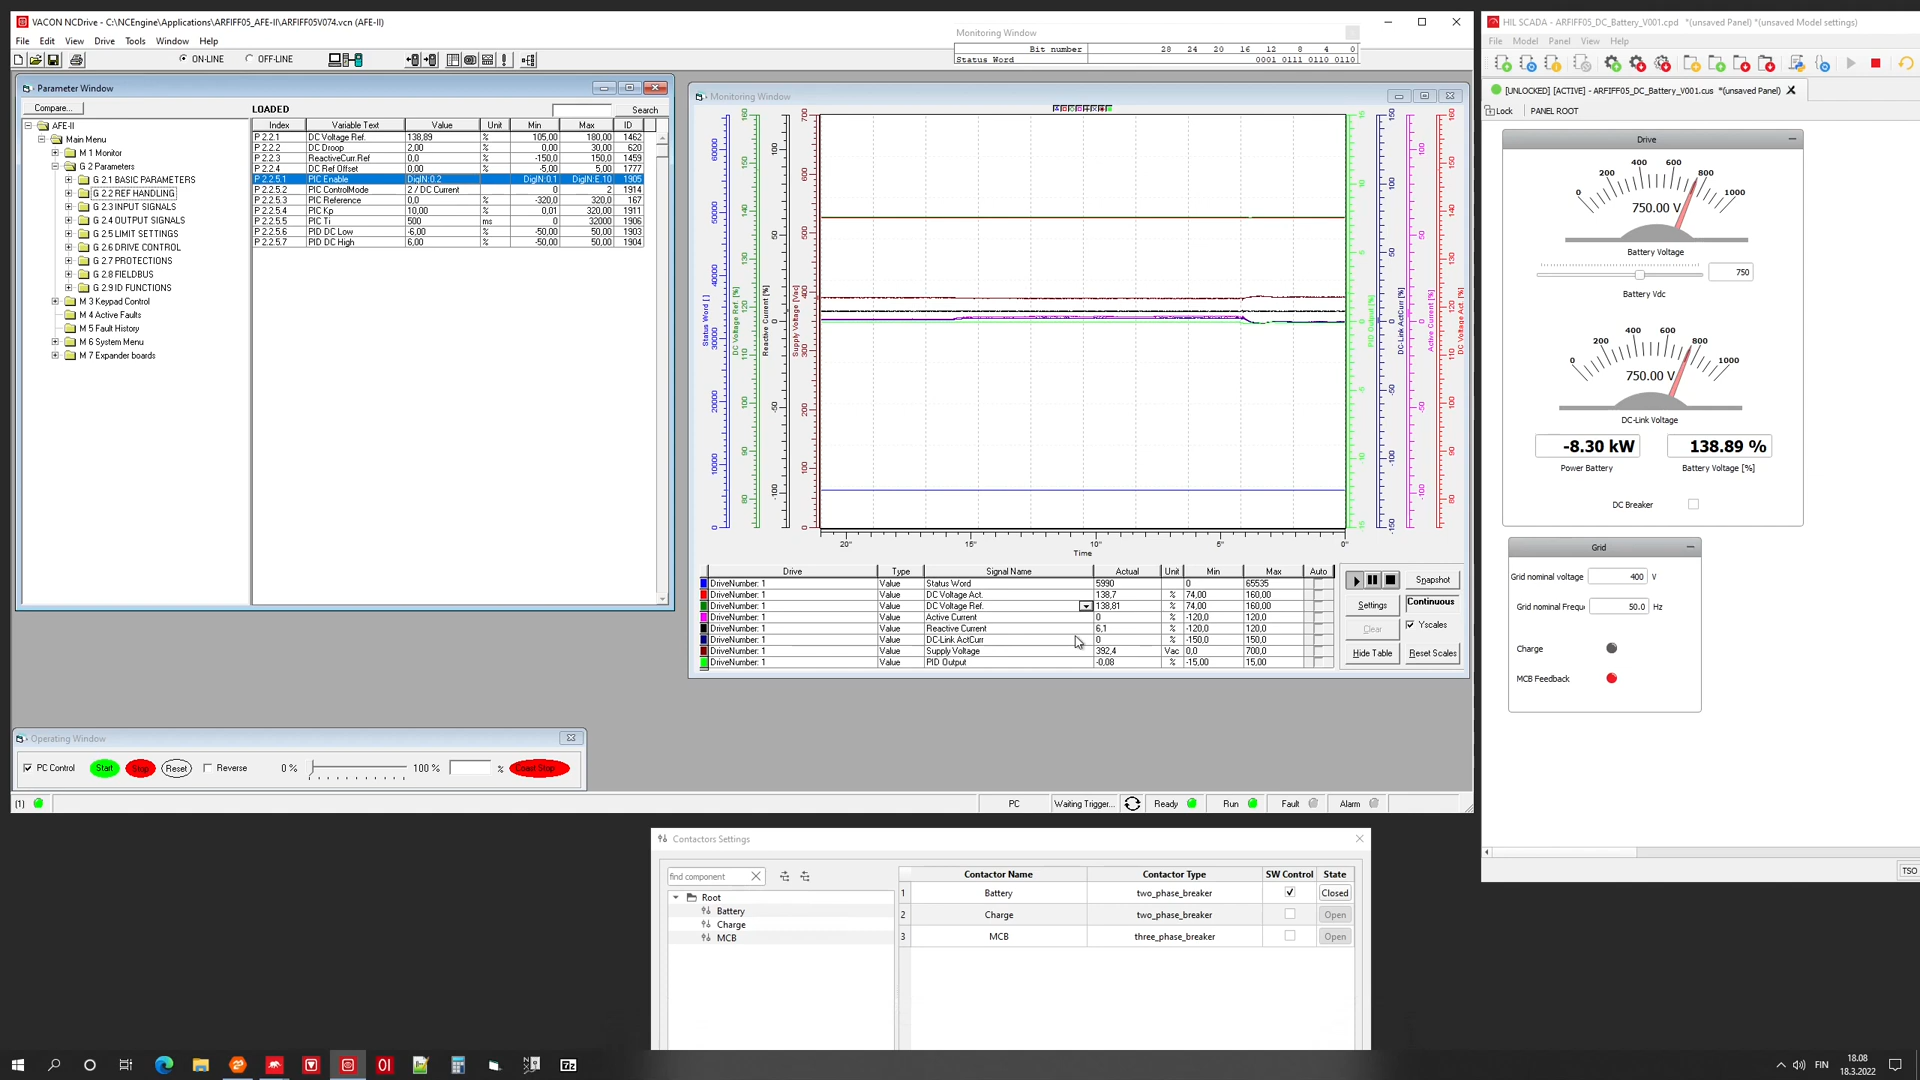 VACON NCDrive - C:\NCEngine\Applications\ARFIFF05_AFE-II\ARFIFF05V074.vcn (AFE-II)
File Edit View Drive Tools Window Help
ON-LINE OFF-LINE
Monitoring Window
Bit number 28 24 20 16 12 8 4 0
Status Word 0001 0111 0110 0110
Parameter Window
Compare... LOADED Search
AFE-II
Main Menu
M 1 Monitor
G 2 Parameters
G 2.1 BASIC PARAMETERS
G 2.2 REF HANDLING
G 2.3 INPUT SIGNALS
G 2.4 OUTPUT SIGNALS
G 2.5 LIMIT SETTINGS
G 2.6 DRIVE CONTROL
G 2.7 PROTECTIONS
G 2.8 FIELDBUS
G 2.9 ID FUNCTIONS
M 3 Keypad Control
M 4 Active Faults
M 5 Fault History
M 6 System Menu
M 7 Expander boards
Index Variable Text Value Unit Min Max ID
P 2.2.1 DC Voltage Ref. 138,89 % 105,00 180,00 1462
P 2.2.2 DC Droop 2,00 % 0,00 30,00 620
P 2.2.3 ReactiveCurr.Ref 0,0 % -150,0 150,0 1459
P 2.2.4 DC Ref Offset 0,00 % -5,00 5,00 1777
P 2.2.5.1 PIC Enable DigIN:0.2 DigIN:0.1 DigIN:E.10 1905
P 2.2.5.2 PIC ControlMode 2 / DC Current 0 2 1914
P 2.2.5.3 PIC Reference 0,0 % -320,0 320,0 167
P 2.2.5.4 PIC Kp 10,00 % 0,01 320,00 1911
P 2.2.5.5 PIC Ti 500 ms 0 32000 1906
P 2.2.5.6 PID DC Low -6,00 % -50,00 50,00 1903
P 2.2.5.7 PID DC High 6,00 % -50,00 50,00 1904
Monitoring Window
Status Word [ ]
DC Voltage Ref. [%]
Reactive Current [%]
Supply Voltage [Vac]
PID Output [%]
DC-Link ActCurr [%]
Active Current [%]
DC Voltage Act. [%]
20" 15" 10" 5" 0"
Time
Drive Type Signal Name Actual Unit Min Max Auto
DriveNumber: 1 Value Status Word 5990 0 65535
DriveNumber: 1 Value DC Voltage Act. 138,7 % 74,00 160,00
DriveNumber: 1 Value DC Voltage Ref. 138,81 % 74,00 160,00
DriveNumber: 1 Value Active Current 0 % -120,0 120,0
DriveNumber: 1 Value Reactive Current 6,1 % -120,0 120,0
DriveNumber: 1 Value DC-Link ActCurr 0 % -150,0 150,0
DriveNumber: 1 Value Supply Voltage 392,4 Vac 0,0 700,0
DriveNumber: 1 Value PID Output -0,08 % -15,00 15,00
Snapshot
Settings Continuous
Clear Yscales
Hide Table Reset Scales
Operating Window
PC Control Start Stop Reset Reverse 0 % 100 % % Coast Stop
(1) PC Waiting Trigger... Ready Run Fault Alarm
HIL SCADA - ARFIFF05_DC_Battery_V001.cpd *(unsaved Panel) *(unsaved Model settings)
File Model Panel View Help
[UNLOCKED] [ACTIVE] - ARFIFF05_DC_Battery_V001.cus *(unsaved Panel)
Lock PANEL ROOT
Drive
0 200 400 600 800 1000
750.00 V
Battery Voltage
750
Battery Vdc
0 200 400 600 800 1000
750.00 V
DC-Link Voltage
-8.30 kW 138.89 %
Power Battery Battery Voltage [%]
DC Breaker
Grid
Grid nominal voltage 400 V
Grid nominal Freque 50.0 Hz
Charge
MCB Feedback
TSO
Contactors Settings
find component
Root
Battery
Charge
MCB
Contactor Name Contactor Type SW Control State
1 Battery two_phase_breaker Closed
2 Charge two_phase_breaker Open
3 MCB three_phase_breaker Open
FIN
18.08
18.3.2022